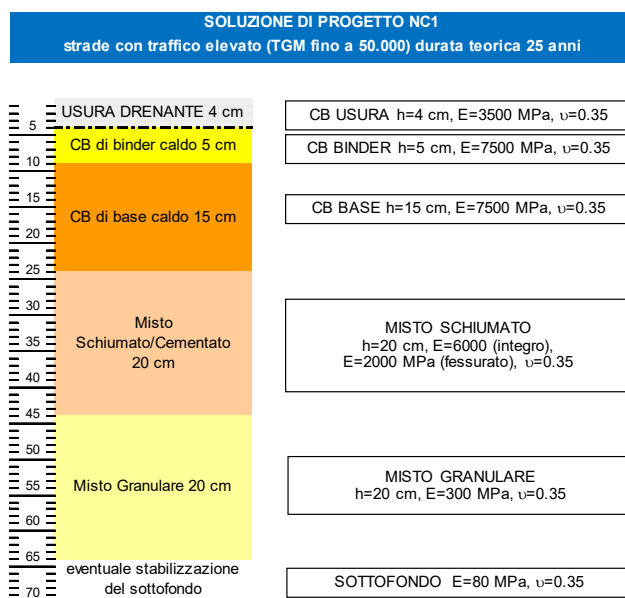 SOLUZIONE DI PROGETTO NC1
strade con traffico elevato (TGM fino a 50.000) durata teorica 25 anni
USURA DRENANTE 4 cm
CB USURA h=4 cm, E=3500 MPa, υ=0.35
5
CB di binder caldo 5 cm
CB BINDER h=5 cm, E=7500 MPa, υ=0.35
10
15
CB di base caldo 15 cm
CB BASE h=15 cm, E=7500 MPa, υ=0.35
20
25
30
Misto
Schiumato/Cementato
20 cm
MISTO SCHIUMATO
h=20 cm, E=6000 (integro),
E=2000 MPa (fessurato), υ=0.35
35
40
45
50
Misto Granulare 20 cm
MISTO GRANULARE
h=20 cm, E=300 MPa, υ=0.35
55
60
65
eventuale stabilizzazione
del sottofondo
SOTTOFONDO E=80 MPa, υ=0.35
70